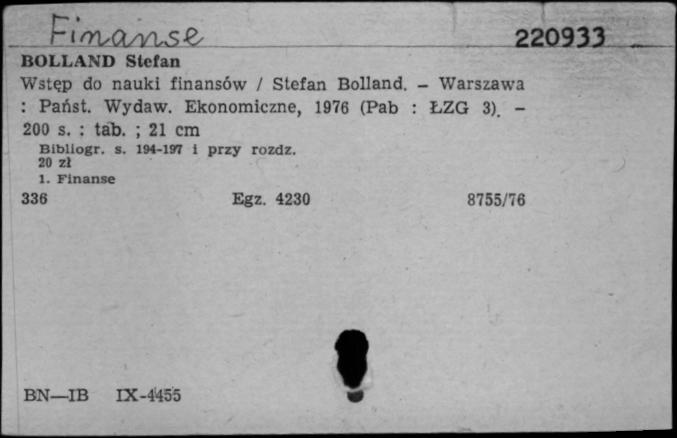 Finanse
220933
BOLLAND Stefan
Wstęp do nauki finansów / Stefan Bolland. – Warszawa
: Państ. Wydaw. Ekonomiczne, 1976 (Pab : ŁZG 3). –
200 s. : tab. ; 21 cm
Bibliogr. s. 194-197 i przy rozdz.
20 zł
1. Finanse
336 Egz. 4230 8755/76
BN—IB IX-4455